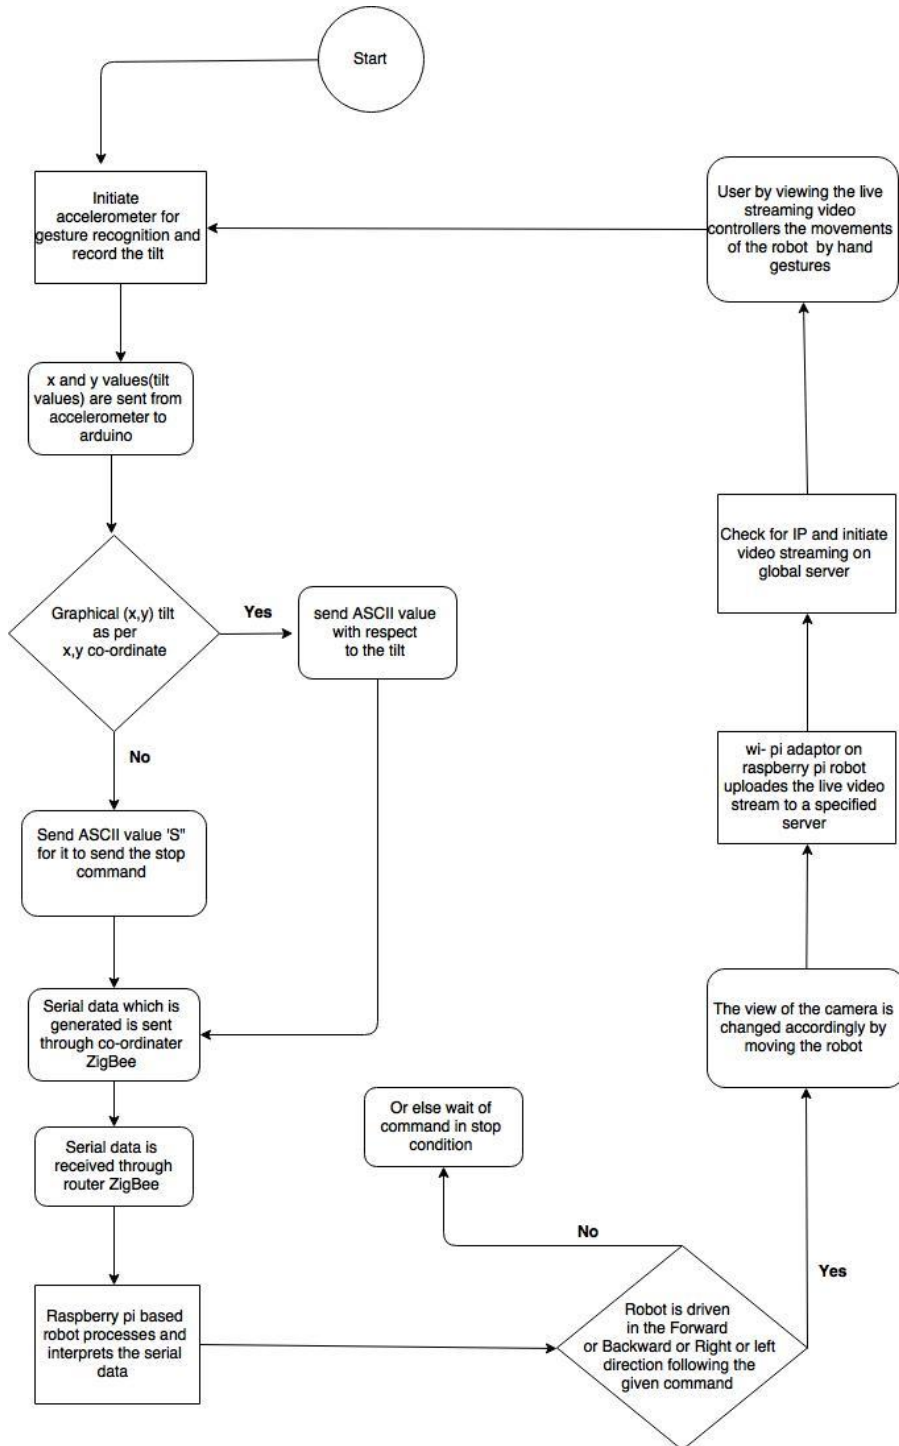 Start
Initiate
accelerometer for
gesture recognition and
record the tilt
User by viewing the live
streaming video
controllers the movements
of the robot by hand
gestures
x and y values(tilt
values) are sent from
accelerometer to
arduino
Graphical (x,y) tilt
as per
x,y co-ordinate
Yes
send ASCII value
with respect
to the tilt
No
Send ASCII value 'S"
for it to send the stop
command
Check for IP and initiate
video streaming on
global server
wi- pi adaptor on
raspberry pi robot
uploades the live video
stream to a specified
server
Serial data which is
generated is sent
through co-ordinater
ZigBee
The view of the camera is
changed accordingly by
moving the robot
Serial data is
received through
router ZigBee
Or else wait of
command in stop
condition
No
Yes
Raspberry pi based
robot processes and
interprets the serial
data
Robot is driven
in the Forward
or Backward or Right or left
direction following the
given command